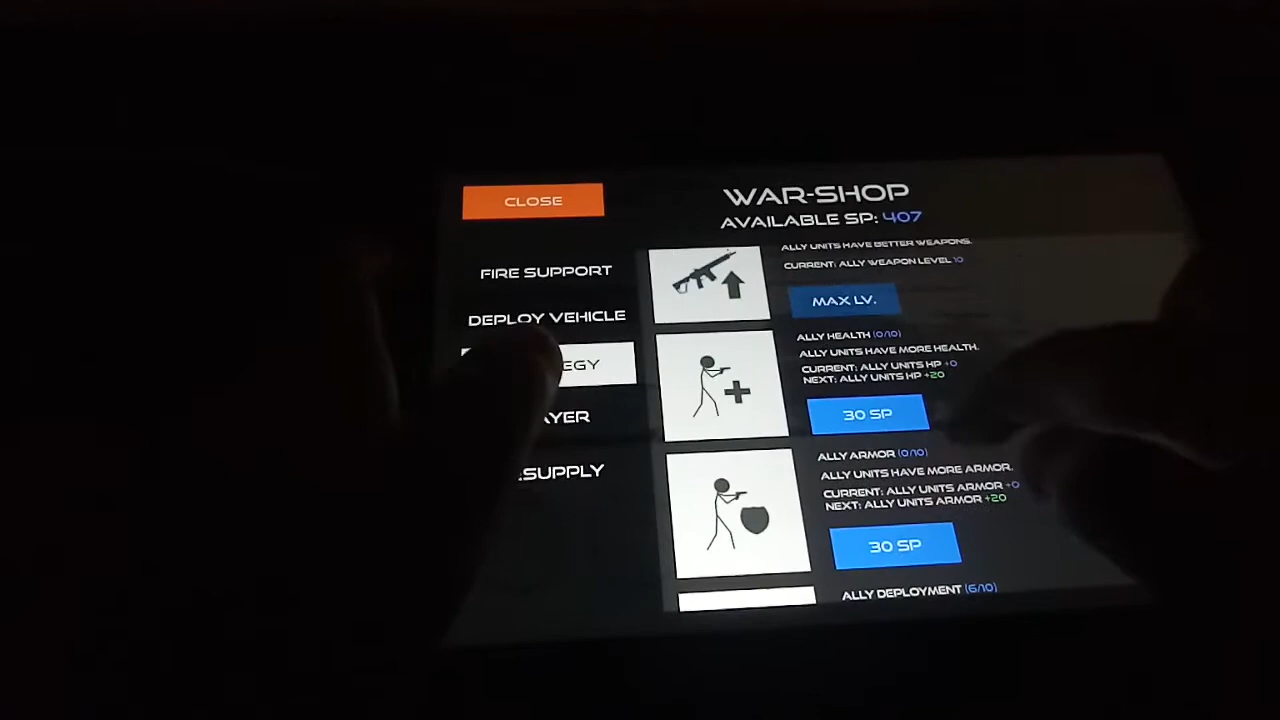 CLOSE
WAR-SHOP
AVAILABLE SP: 407
FIRE SUPPORT
DEPLOY VEHICLE
ALLY UNITS HAVE BETTER WEAPONS.
CURRENT: ALLY WEAPON LEVEL 10
MAX LV.
ALLY HEALTH (0/10)
ALLY UNITS HAVE MORE HEALTH.
CURRENT: ALLY UNITS HP +0
NEXT: ALLY UNITS HP +20
30 SP
ALLY ARMOR (0/10)
ALLY UNITS HAVE MORE ARMOR.
CURRENT: ALLY UNITS ARMOR +0
NEXT: ALLY UNITS ARMOR +20
30 SP
ALLY DEPLOYMENT (6/10)